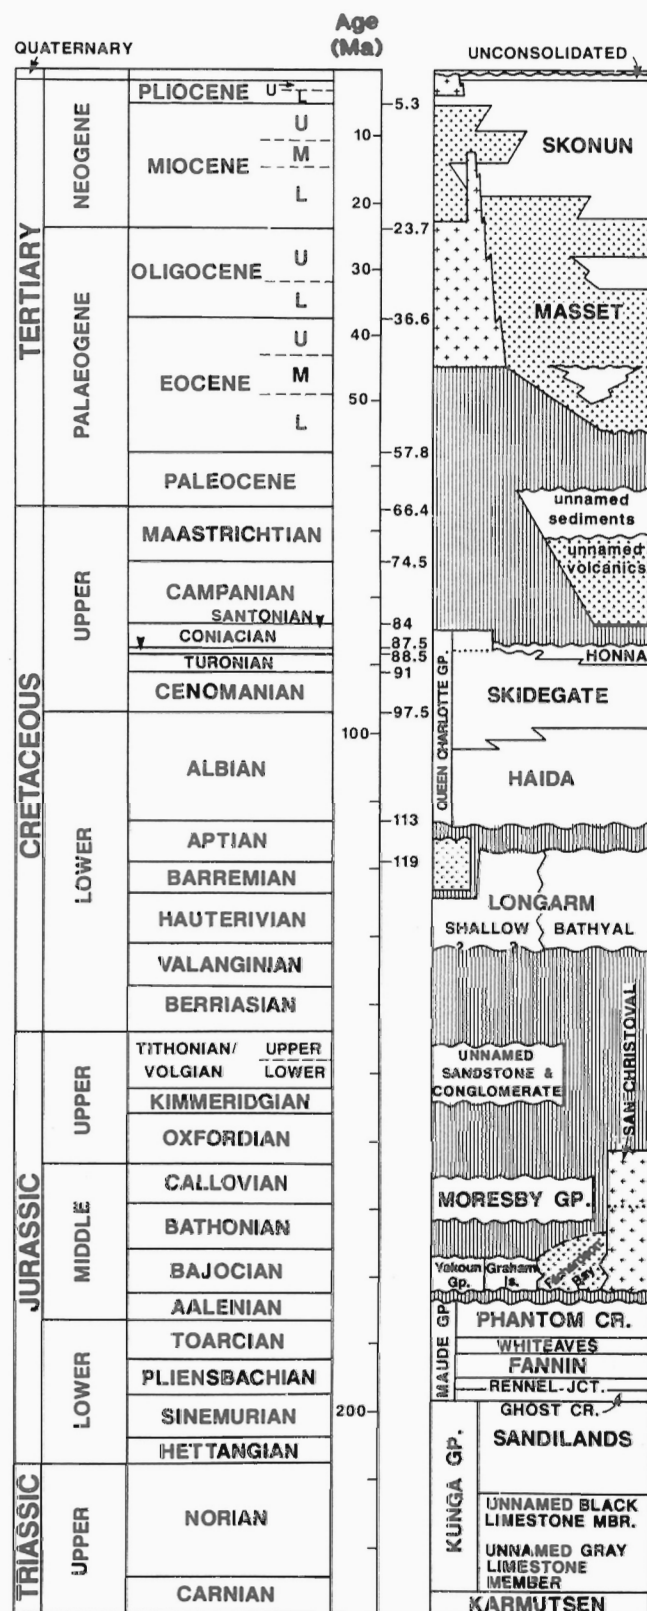 Age
(Ma)
QUATERNARY
UNCONSOLIDATED
TERTIARY
NEOGENE
PLIOCENE
U
L
5.3
MIOCENE
U
M
L
10
20
SKONUN
23.7
PALAEOGENE
OLIGOCENE
U
L
30
MASSET
36.6
EOCENE
U
M
L
40
50
57.8
PALEOCENE
66.4
unnamed
sediments
unnamed
volcanics
CRETACEOUS
UPPER
MAASTRICHTIAN
74.5
CAMPANIAN
SANTONIAN
84
CONIACIAN
87.5
88.5
TURONIAN
91
CENOMANIAN
97.5
QUEEN CHARLOTTE GP.
HONNA
SKIDEGATE
HAIDA
LOWER
100
ALBIAN
113
APTIAN
119
BARREMIAN
HAUTERIVIAN
VALANGINIAN
BERRIASIAN
LONGARM
SHALLOW
BATHYAL
? ?
JURASSIC
UPPER
TITHONIAN/
VOLGIAN
UPPER
LOWER
KIMMERIDGIAN
OXFORDIAN
UNNAMED
SANDSTONE &
CONGLOMERATE
SAN CHRISTOVAL
MIDDLE
CALLOVIAN
BATHONIAN
BAJOCIAN
AALENIAN
MORESBY GP.
Yakoun
Gp.
Graham
Is.
Richardson
Bay
LOWER
TOARCIAN
PLIENSBACHIAN
SINEMURIAN
HETTANGIAN
200
MAUDE GP.
PHANTOM CR.
WHITEAVES
FANNIN
RENNEL-JCT.
GHOST CR.
KUNGA GP.
SANDILANDS
TRIASSIC
UPPER
NORIAN
CARNIAN
UNNAMED BLACK
LIMESTONE MBR.
UNNAMED GRAY
LIMESTONE
MEMBER
KARMUTSEN